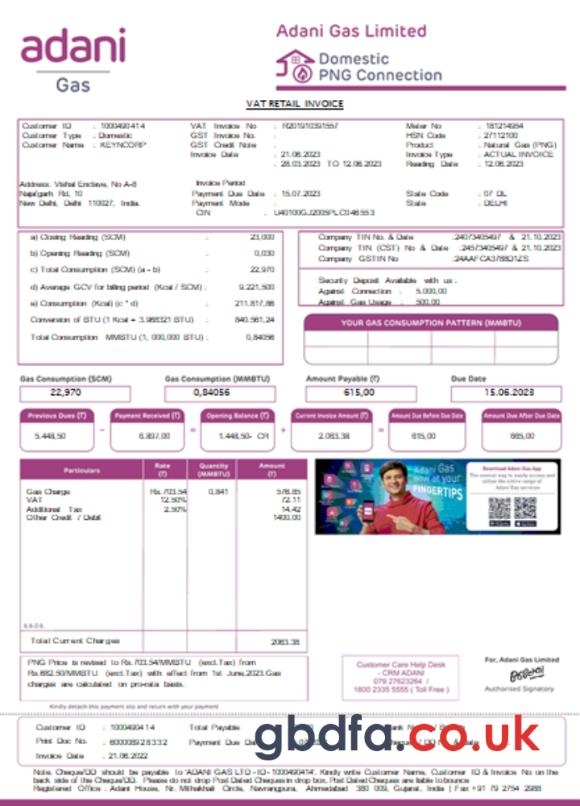 adani
Gas
Adani Gas Limited
Domestic
PNG Connection
VAT RETAIL INVOICE
Customer ID : 1000490414
Customer Type : Domestic
Customer Name : KEYNCORP
VAT Invoice No : R201910391557
GST Invoice No. :
GST Credit Note :
Invoice Date : 21.06.2023
: 28.03.2023 TO 12.06.2023
Meter No : 181214984
HSN Code : 27112100
Product : Natural Gas (PNG)
Invoice Type : ACTUAL INVOICE
Reading Date : 12.06.2023
Address: Vishal Enclave, No A-8
Najafgarh Rd, 10
New Delhi, Delhi 110027, India.
Invoice Period
Payment Due Date : 15.07.2023
Payment Mode :
CIN :
State Code : 07 DL
State : DELHI
a) Closing Reading (SCM) : 23,000
b) Opening Reading (SCM) : 0,030
c) Total Consumption (SCM) (a - b) : 22,970
d) Average GCV for billing period (Kcal / SCM) : 9.221,500
e) Consumption (Kcal) (c * d) : 211.817,86
Conversion of BTU (1 Kcal = 3.968321 BTU) : 840.561,24
Total Consumption MMBTU (1, 000,000 BTU) : 0,84056
Company TIN No. & Date : 24073405497 & 21.10.2023
Company TIN (CST) No & Date : 24573405497 & 21.10.2023
Company GSTIN No
Security Deposit Available with us :
Against Connection : 5.000,00
Against Gas Usage : 500,00
YOUR GAS CONSUMPTION PATTERN (MMBTU)
Gas Consumption (SCM)
22,970
Gas Consumption (MMBTU)
0,84056
Amount Payable (₹)
615,00
Due Date
15.06.2023
Previous Dues (₹)
5.448,50
-
Payment Received (₹)
6.897,00
=
Opening Balance (₹)
1.448,50- CR
+
Current Invoice Amount (₹)
2.063,38
=
Amount Due Before Due Date
615,00
Amount Due After Due Date
665,00
Particulars Rate (₹) Quantity (MMBTU) Amount (₹)
Gas Charge Rs. 703.54 0,841 576.85
VAT 12.50% 72.11
Additional Tax 2.50% 14.42
Other Credit / Debit 1400.00
E.& O.E.
Total Current Charges 2063.38
Adani Gas
now at your
FINGERTIPS
Download Adani Gas App
PNG Price is revised to Rs. 703.54/MMBTU (excl.Tax) from
Rs.682.50/MMBTU (excl.Tax) with effect from 1st June,2023.Gas
charges are calculated on pro-rata basis.
Customer Care Help Desk
- CRM ADANI
079 27623264 /
1800 2335 5555 ( Toll Free )
For, Adani Gas Limited
Authorised Signatory
Kindly detach this payment slip and return with your payment
Customer ID : 1000490414
Total Payable
Print Doc No. : 600008928332
Payment Due
Invoice Date : 21.06.2022
gbdfa.co.uk
Note: Cheque/DD should be payable to 'ADANI GAS LTD - ID - 1000490414'. Kindly write Customer Name, Customer ID & Invoice No on the
back side of the Cheque/DD. Please do not drop Post Dated Cheques in drop box, Post Dated Cheques are liable to bounce
Registered Office : Adani House, Nr. Mithakhali Circle, Navrangpura, Ahmedabad 380 009, Gujarat, India | Fax +91 79 2754 2988